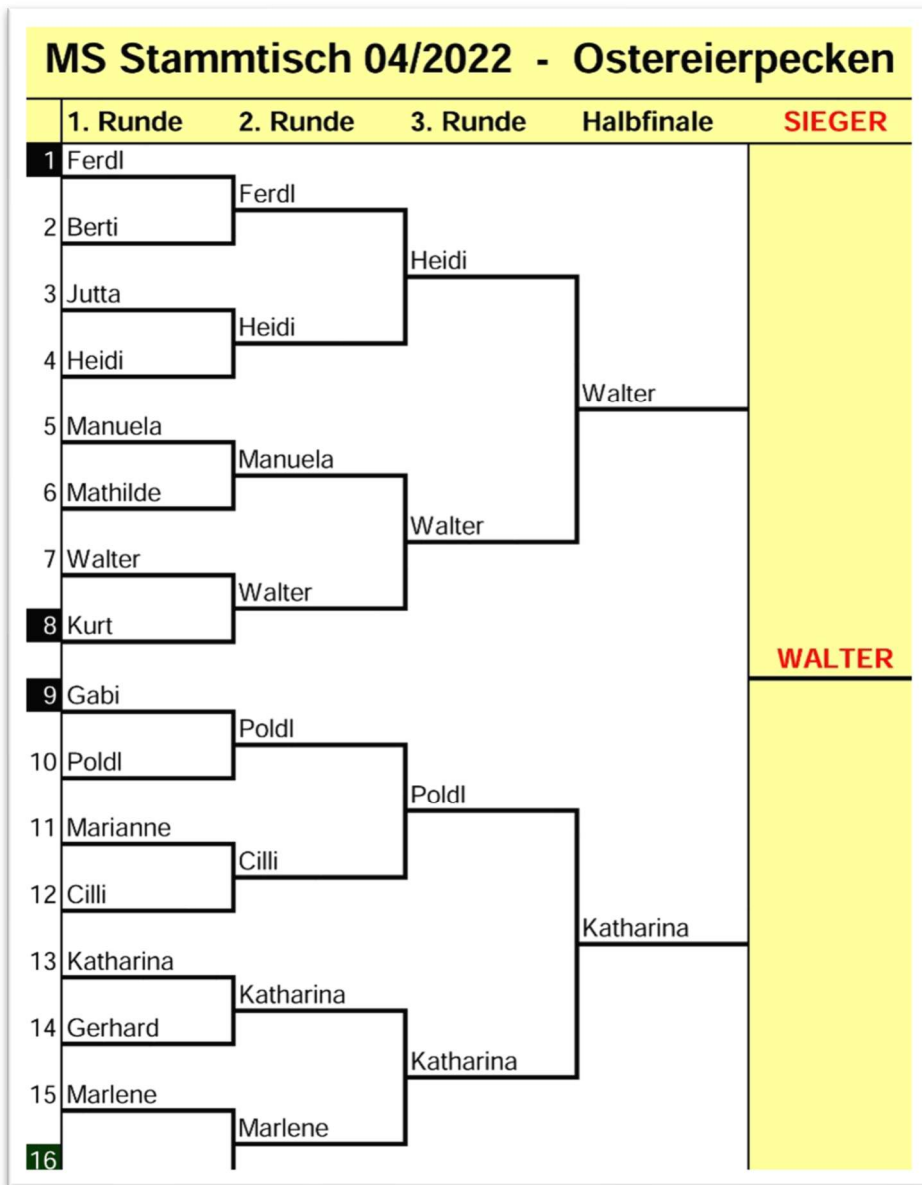 MS Stammtisch 04/2022 - Ostereierpecken
1. Runde 2. Runde 3. Runde Halbfinale SIEGER
1 Ferdl
Ferdl
2 Berti
Heidi
3 Jutta
Heidi
4 Heidi
Walter
5 Manuela
Manuela
6 Mathilde
Walter
7 Walter
Walter
8 Kurt
WALTER
9 Gabi
Poldl
10 Poldl
Poldl
11 Marianne
Cilli
12 Cilli
Katharina
13 Katharina
Katharina
14 Gerhard
Katharina
15 Marlene
Marlene
16